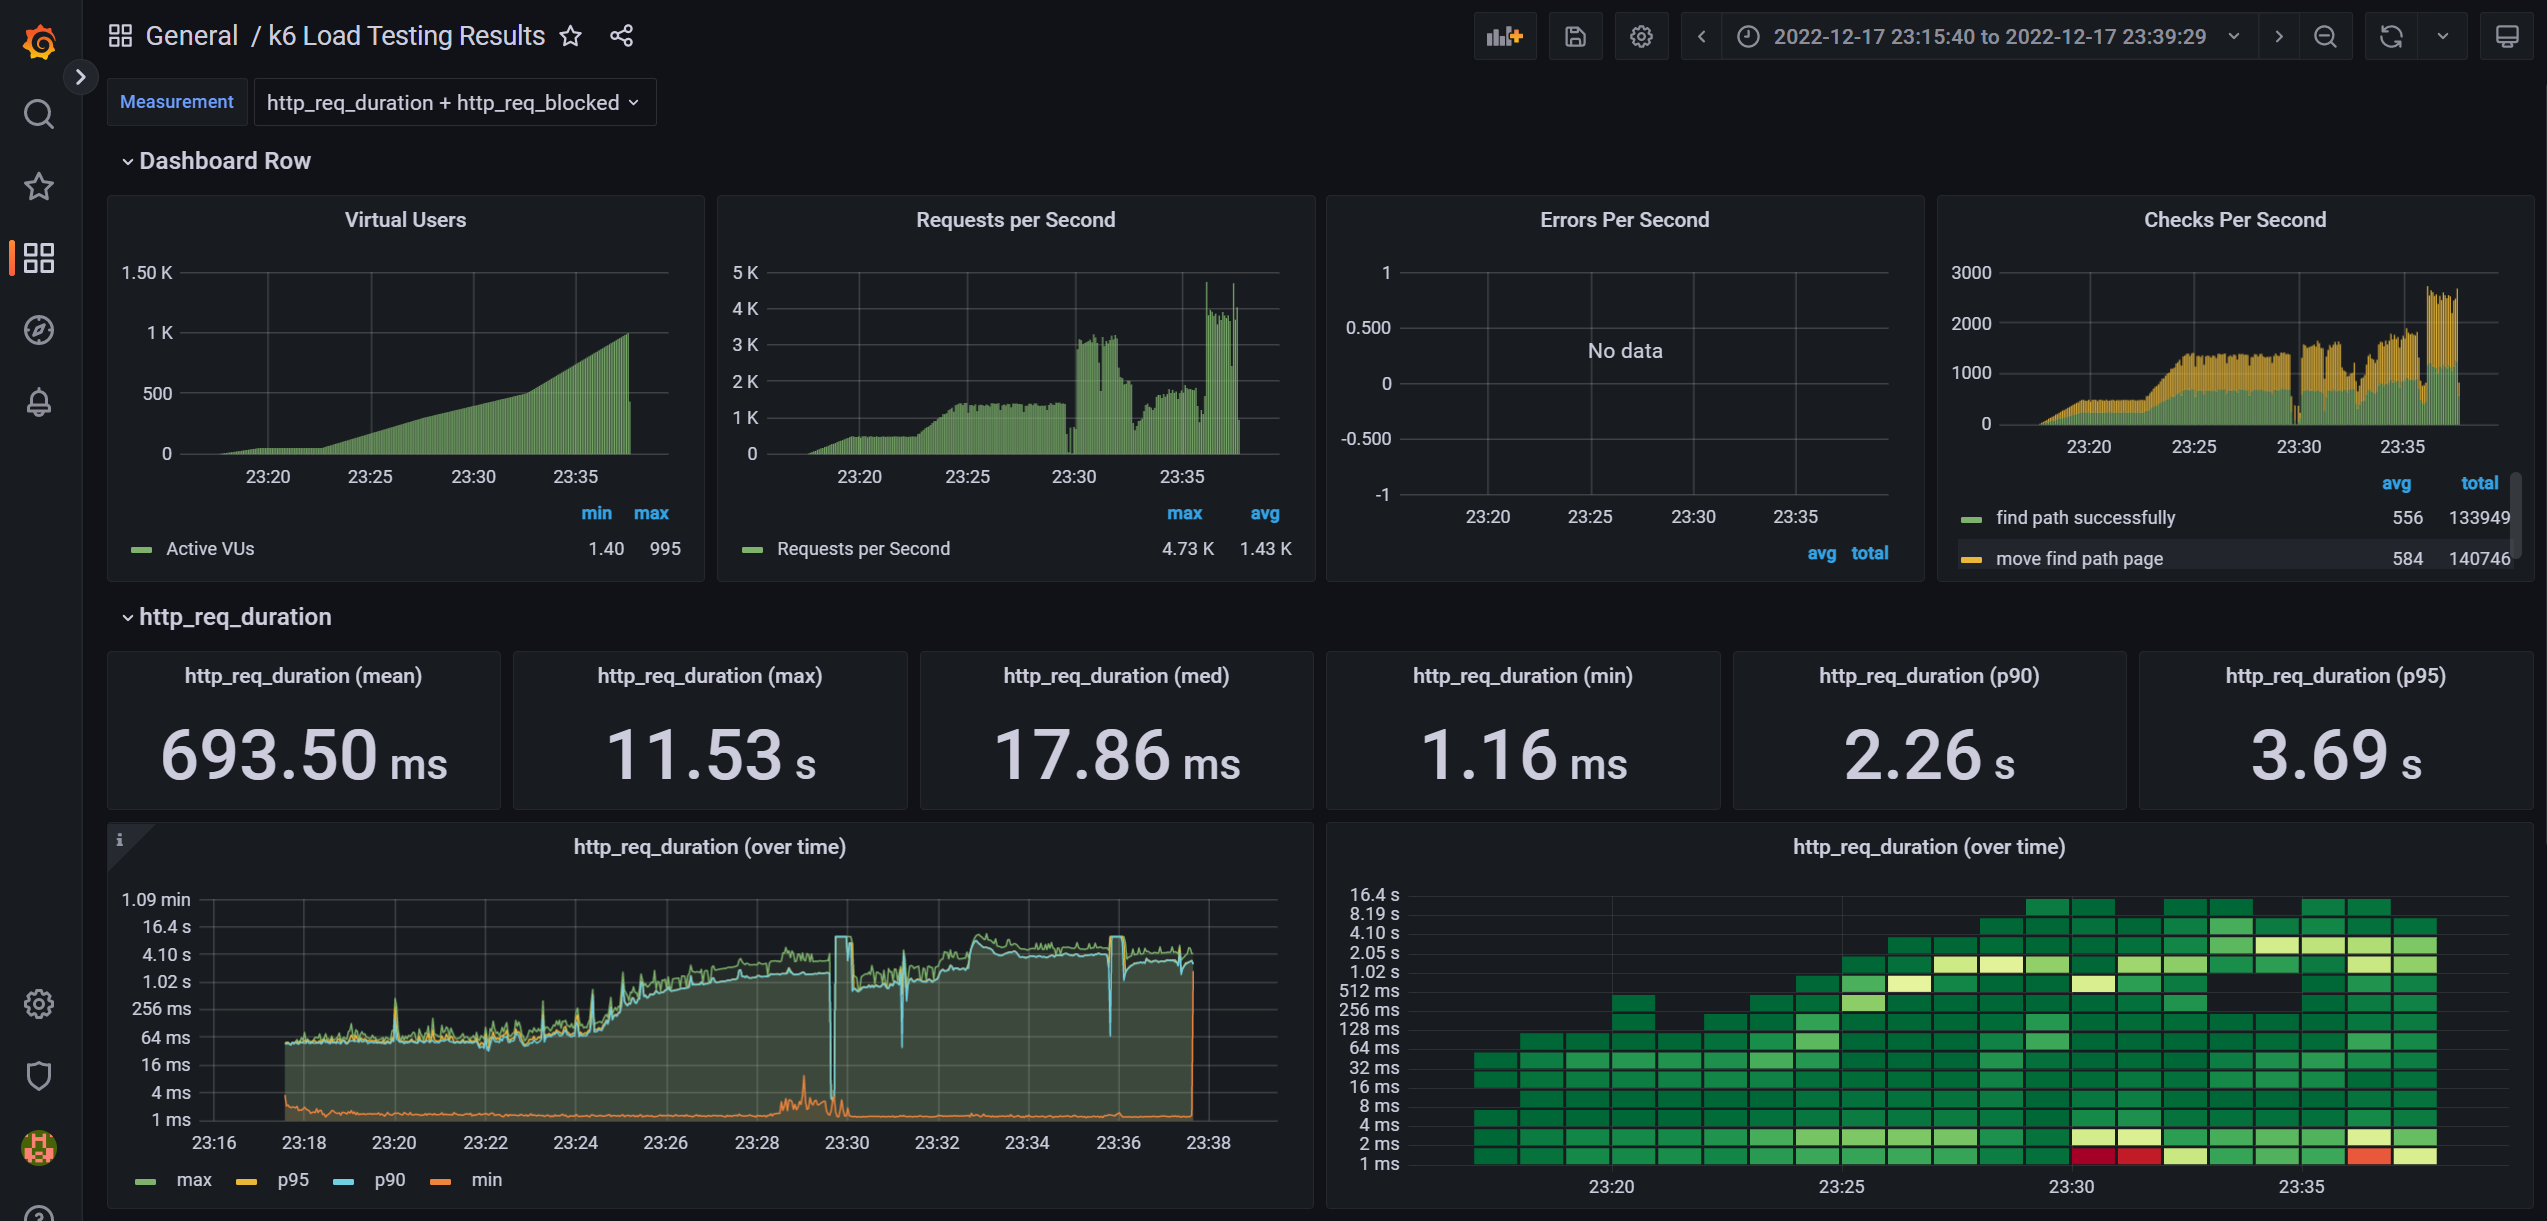 General / k6 Load Testing Results
2022-12-17 23:15:40 to 2022-12-17 23:39:29
Measurement
http_req_duration + http_req_blocked
Dashboard Row
Virtual Users
1.50 K
1 K
500
0
23:20 23:25 23:30 23:35
min max
Active VUs 1.40 995
Requests per Second
5 K
4 K
3 K
2 K
1 K
0
23:20 23:25 23:30 23:35
max avg
Requests per Second 4.73 K 1.43 K
Errors Per Second
1
0.500
No data
0
-0.500
-1
23:20 23:25 23:30 23:35
avg total
Checks Per Second
3000
2000
1000
0
23:20 23:25 23:30 23:35
avg total
find path successfully 556 133949
move find path page 584 140746
http_req_duration
http_req_duration (mean)
693.50 ms
http_req_duration (max)
11.53 s
http_req_duration (med)
17.86 ms
http_req_duration (min)
1.16 ms
http_req_duration (p90)
2.26 s
http_req_duration (p95)
3.69 s
i
http_req_duration (over time)
1.09 min
16.4 s
4.10 s
1.02 s
256 ms
64 ms
16 ms
4 ms
1 ms
23:16 23:18 23:20 23:22 23:24 23:26 23:28 23:30 23:32 23:34 23:36 23:38
max p95 p90 min
http_req_duration (over time)
16.4 s
8.19 s
4.10 s
2.05 s
1.02 s
512 ms
256 ms
128 ms
64 ms
32 ms
16 ms
8 ms
4 ms
2 ms
1 ms
23:20 23:25 23:30 23:35